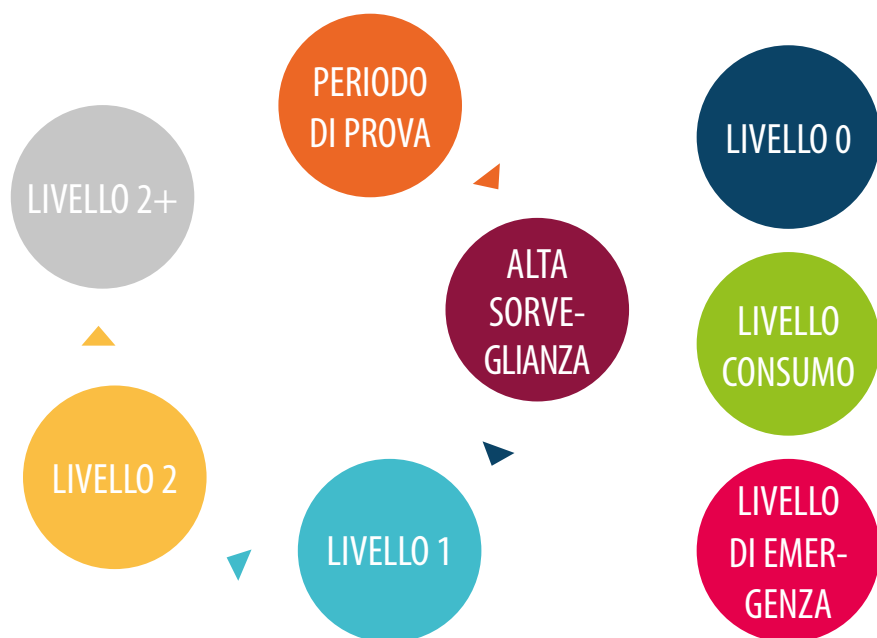 PERIODO
DI PROVA
LIVELLO 0
LIVELLO 2+
ALTA
SORVE-
GLIANZA
LIVELLO
CONSUMO
LIVELLO 2
LIVELLO 1
LIVELLO
DI EMER-
GENZA